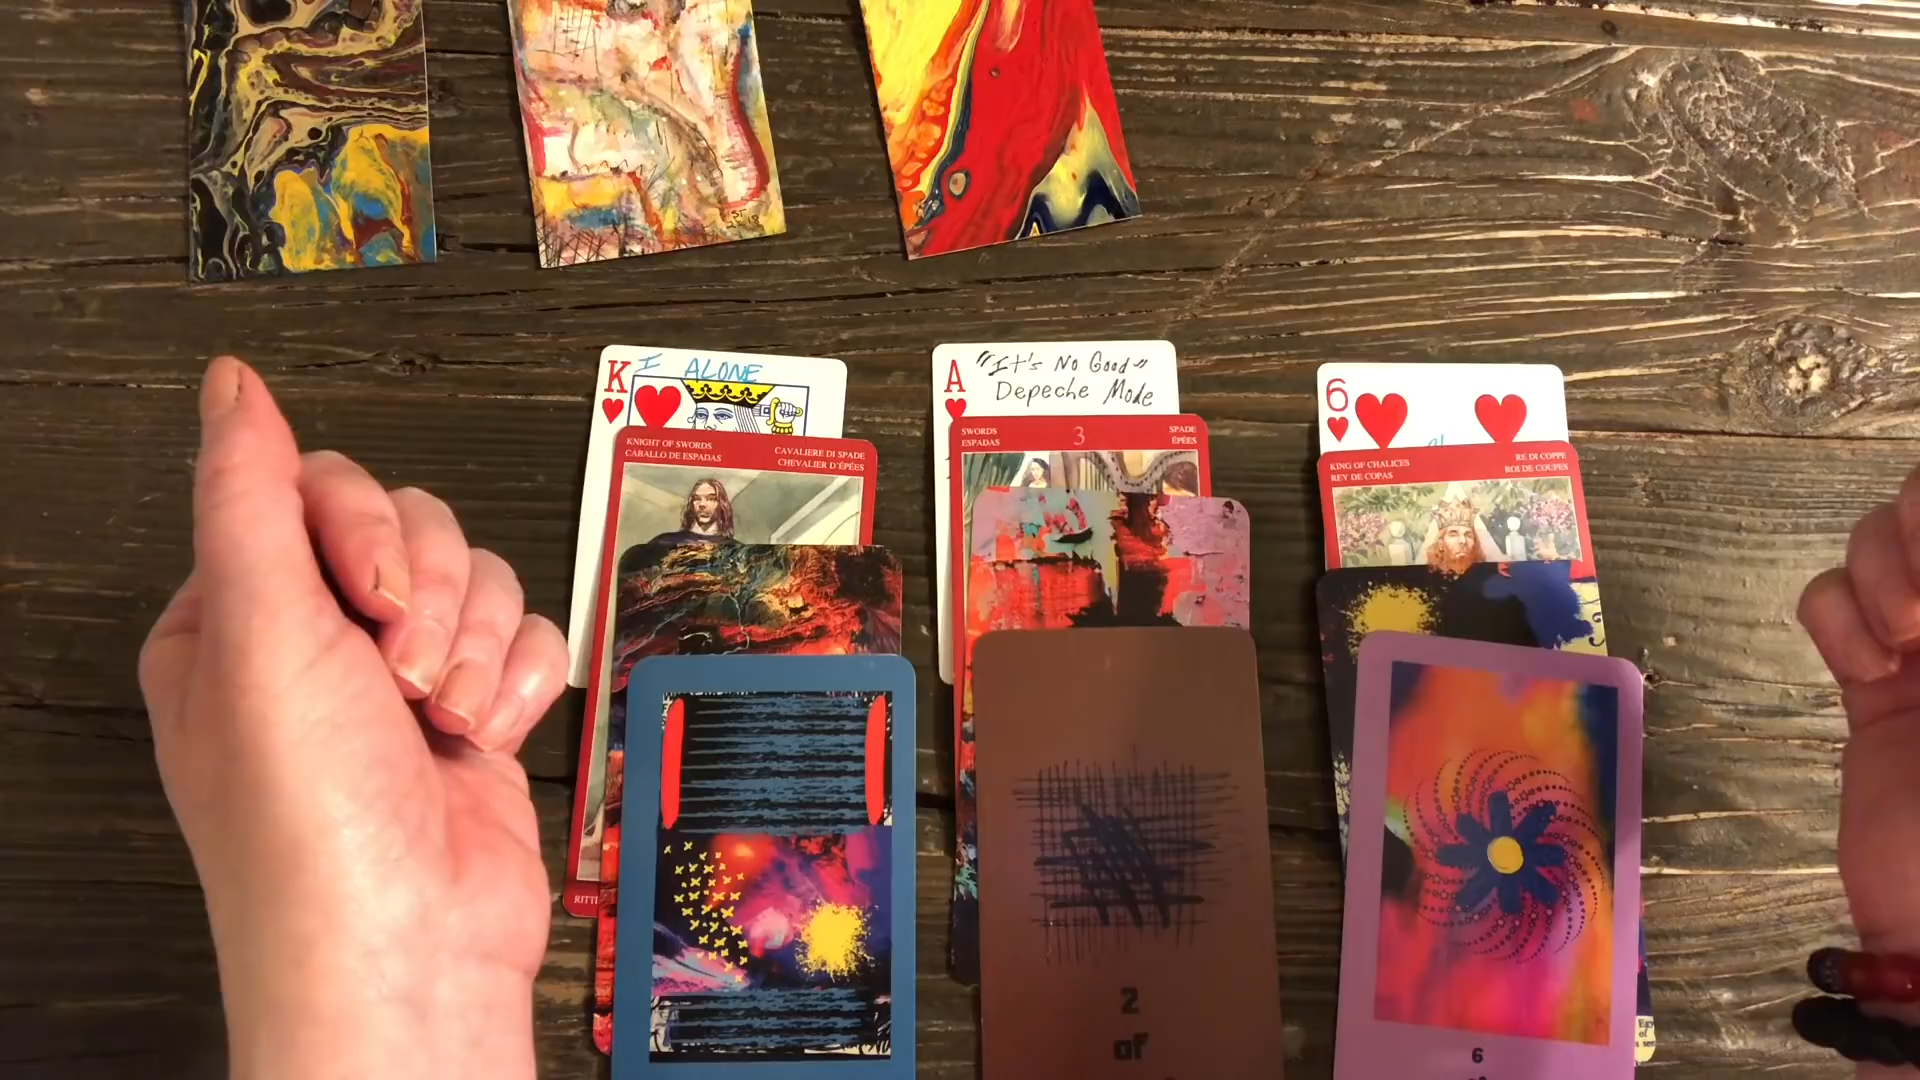 K I ALONE
A "It's No Good"
Depeche Mode
6
KNIGHT OF SWORDS
CABALLO DE ESPADAS
CAVALIERE DI SPADE
CHEVALIER D'ÉPÉES
SWORDS
ESPADAS
3
SPADE
ÉPÉES
KING OF CHALICES
REY DE COPAS
RE DI COPPE
ROI DE COUPES
2
of
6